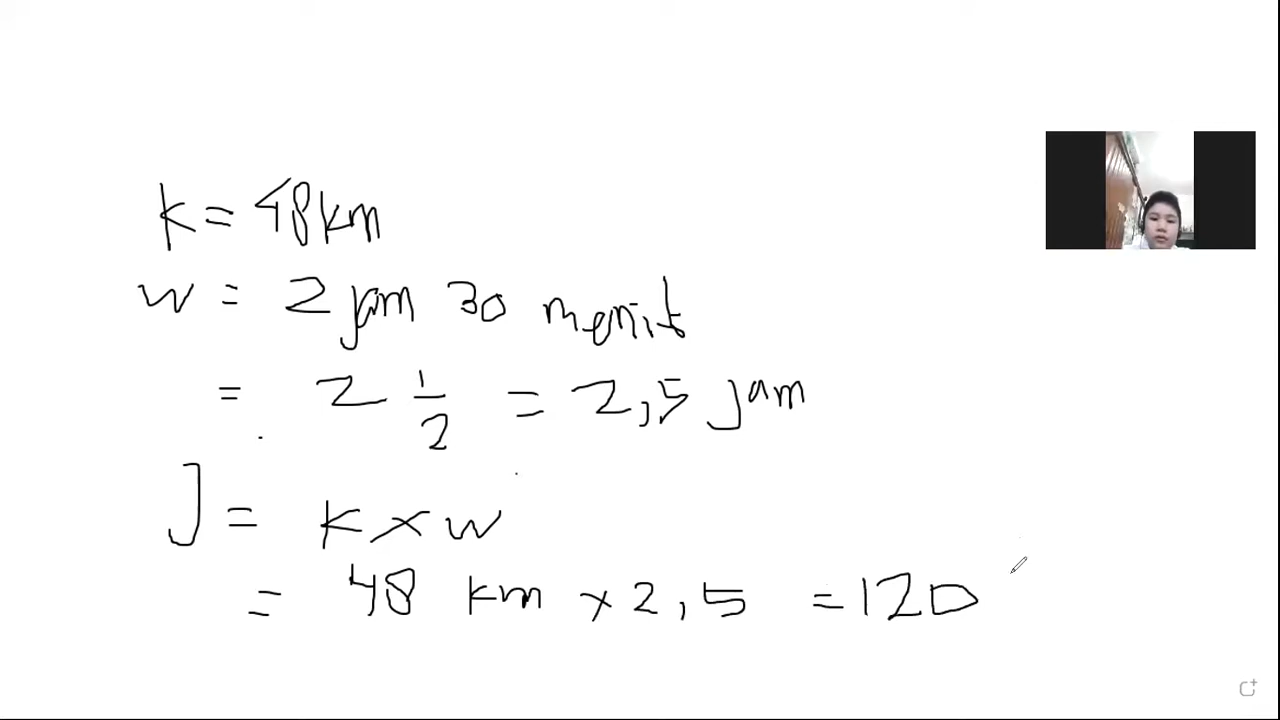 k = 48 km
w = 2 jam 30 menit
= 2 1/2 = 2,5 jam
J = k x w
= 48 km x 2,5 = 120